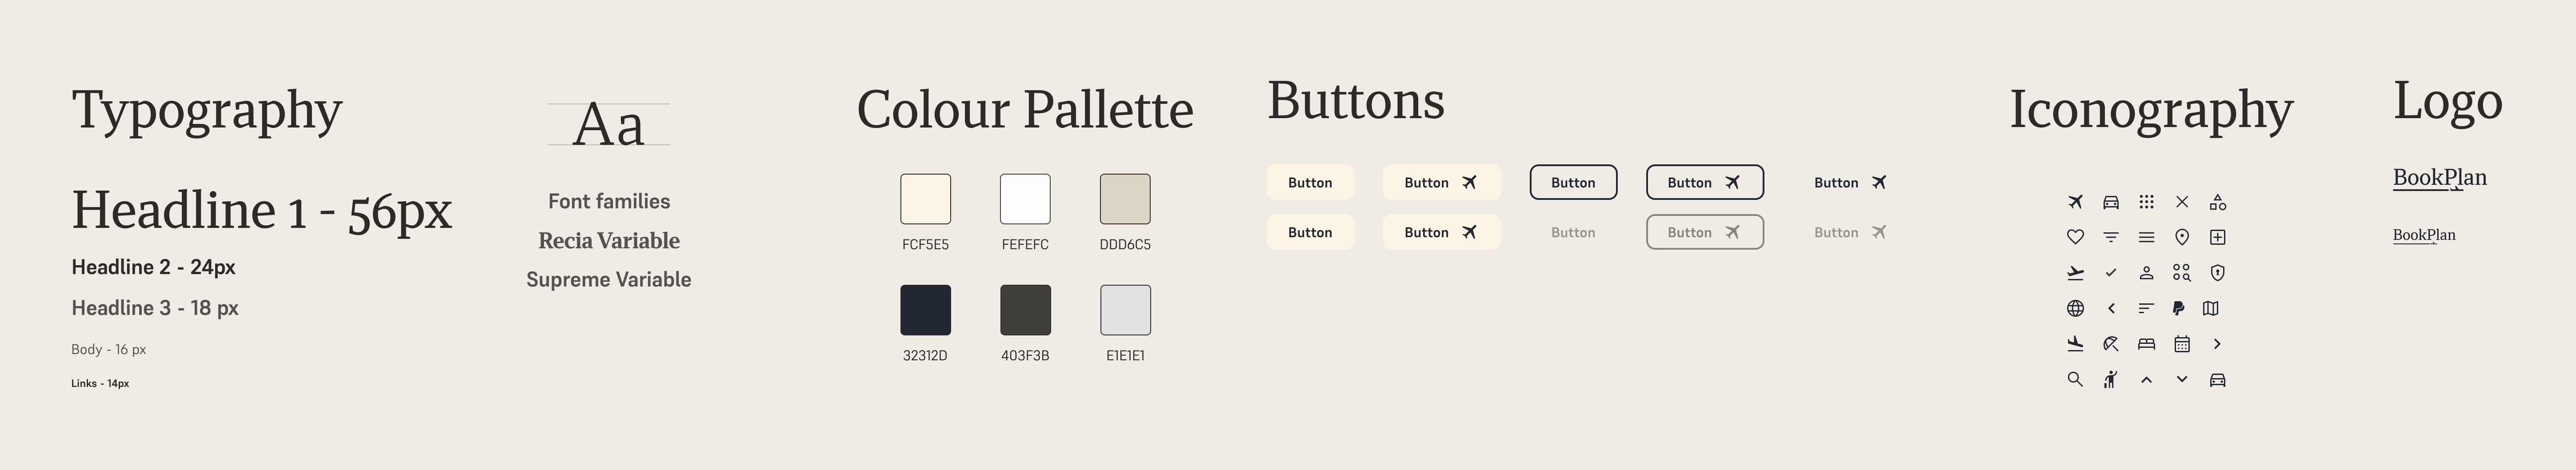 Typography
Headline 1 - 56px
Headline 2 - 24px
Headline 3 - 18 px
Body - 16 px
Links - 14px
Aa
Font families
Recia Variable
Supreme Variable
Colour Pallette
FCF5E5 FEFEFC DDD6C5
32312D 403F3B E1E1E1
Buttons
Button Button Button Button Button
Button Button Button Button Button
Iconography
Logo
BookPlan
BookPlan